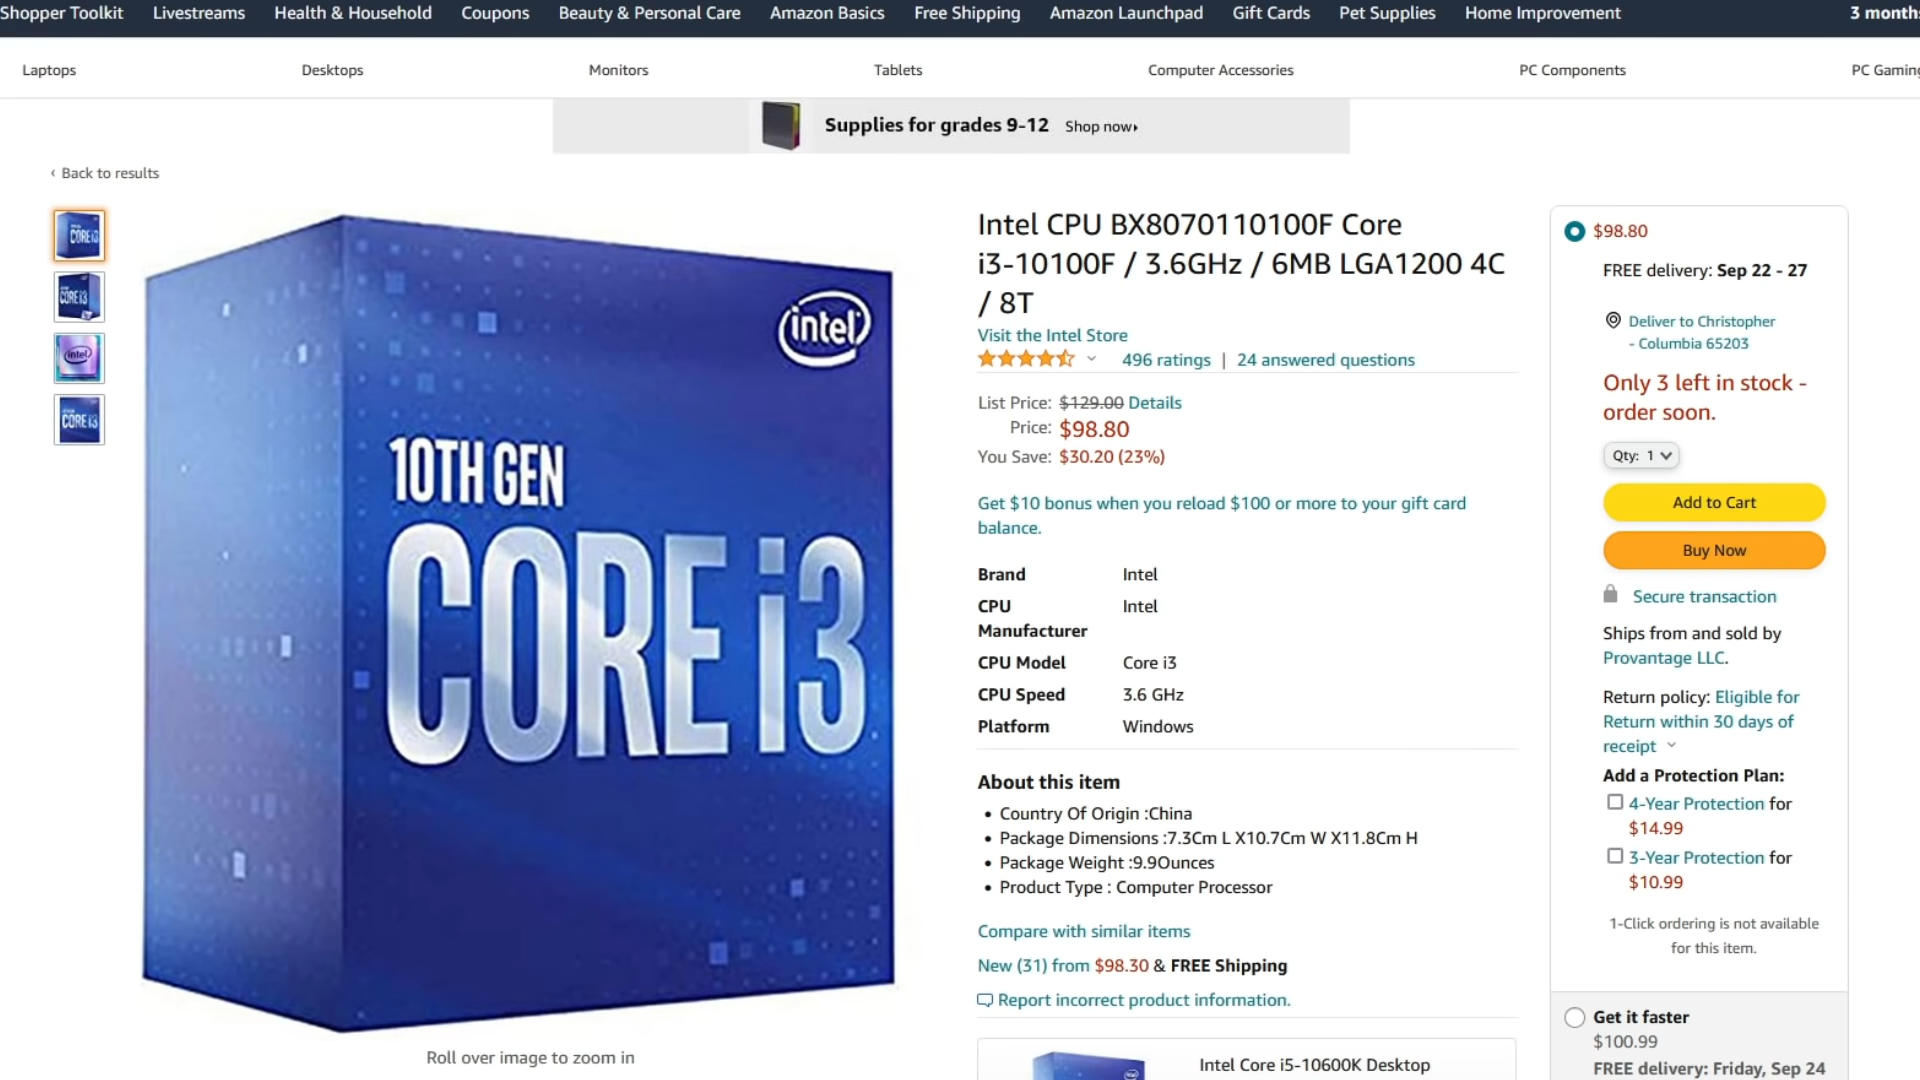 Shopper Toolkit Livestreams Health & Household Coupons Beauty & Personal Care Amazon Basics Free Shipping Amazon Launchpad Gift Cards Pet Supplies Home Improvement 3 months
Laptops Desktops Monitors Tablets Computer Accessories PC Components PC Gaming
Supplies for grades 9-12 Shop now
‹ Back to results
intel
10TH GEN
CORE i3
Roll over image to zoom in
Intel CPU BX8070110100F Core
i3-10100F / 3.6GHz / 6MB LGA1200 4C
/ 8T
Visit the Intel Store
496 ratings | 24 answered questions
List Price: $129.00 Details
Price: $98.80
You Save: $30.20 (23%)
Get $10 bonus when you reload $100 or more to your gift card
balance.
Brand Intel
CPU Intel
Manufacturer
CPU Model Core i3
CPU Speed 3.6 GHz
Platform Windows
About this item
• Country Of Origin :China
• Package Dimensions :7.3Cm L X10.7Cm W X11.8Cm H
• Package Weight :9.9Ounces
• Product Type : Computer Processor
Compare with similar items
New (31) from $98.30 & FREE Shipping
Report incorrect product information.
Intel Core i5-10600K Desktop
$98.80
FREE delivery: Sep 22 - 27
Deliver to Christopher
- Columbia 65203
Only 3 left in stock -
order soon.
Qty: 1
Add to Cart
Buy Now
Secure transaction
Ships from and sold by
Provantage LLC.
Return policy: Eligible for
Return within 30 days of
receipt
Add a Protection Plan:
4-Year Protection for
$14.99
3-Year Protection for
$10.99
1-Click ordering is not available
for this item.
Get it faster
$100.99
FREE delivery: Friday, Sep 24